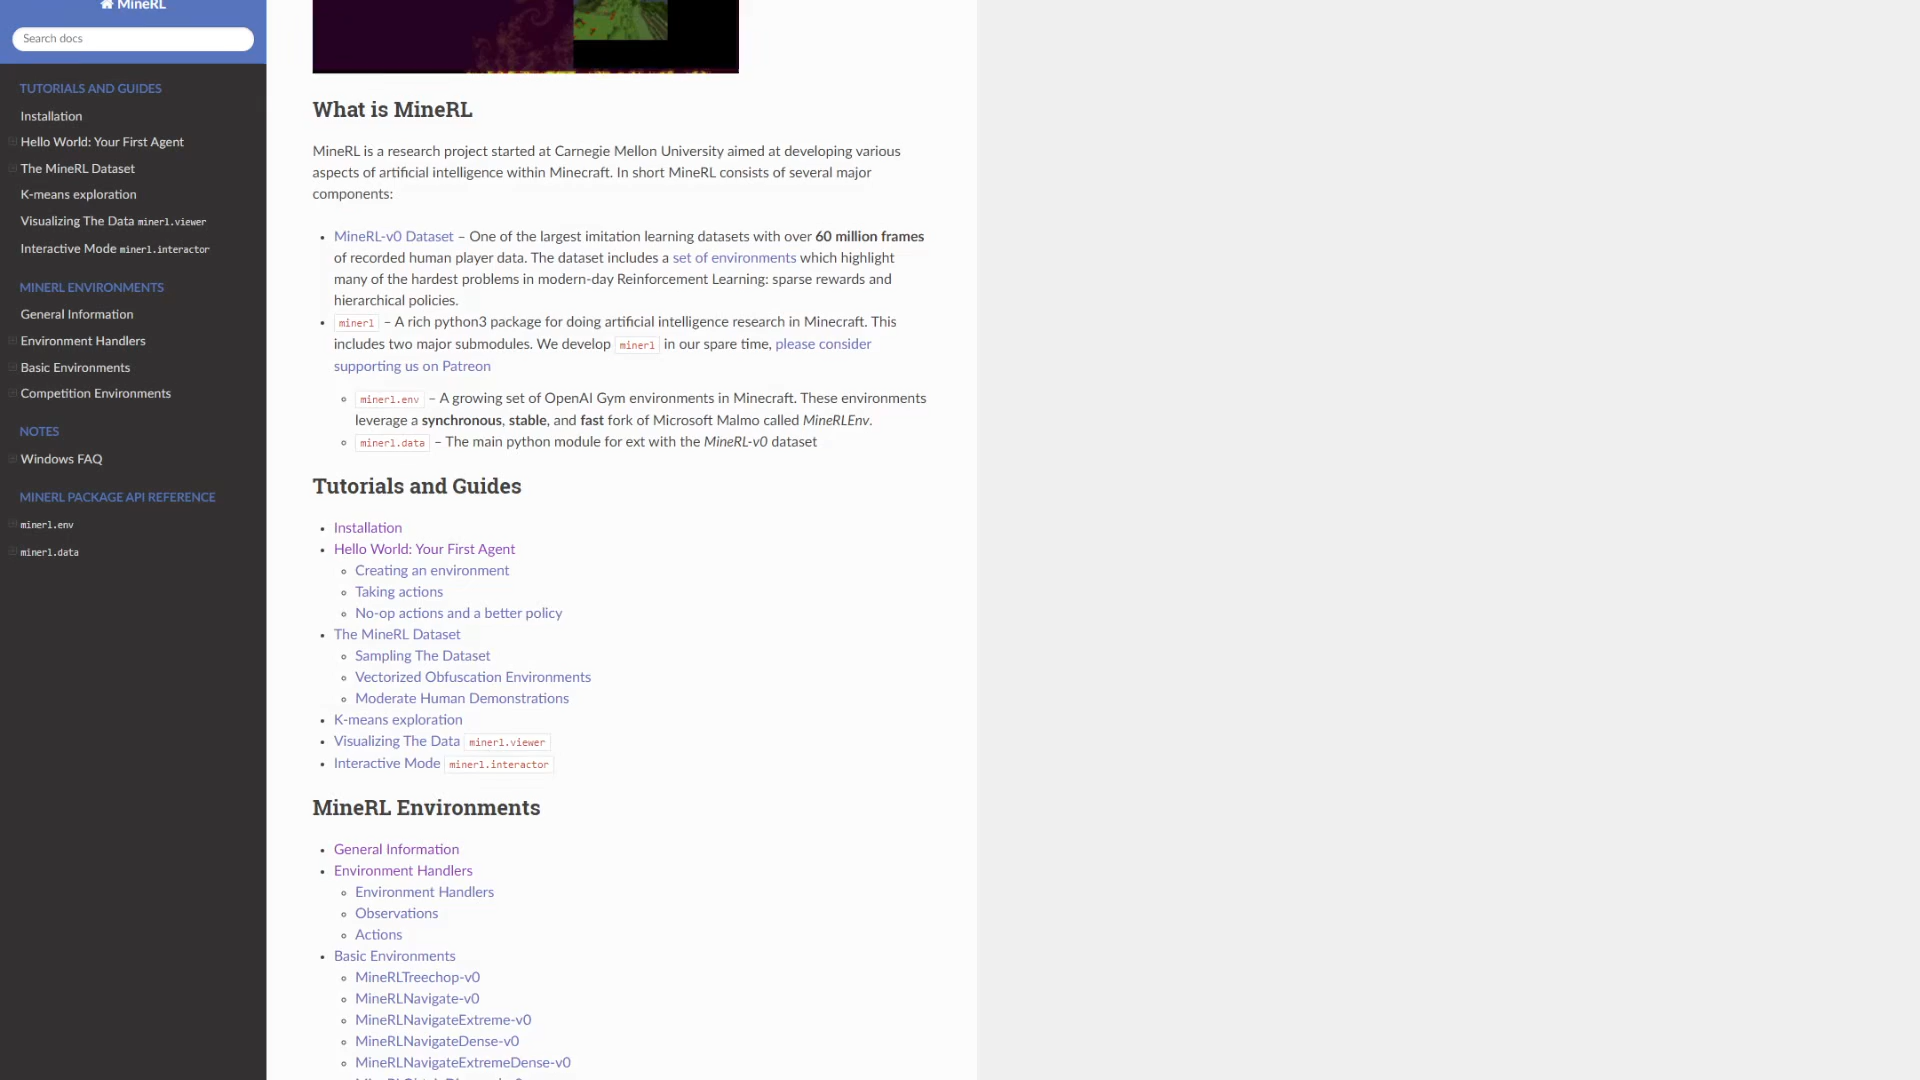 MineRL
Search docs
TUTORIALS AND GUIDES
Installation
Hello World: Your First Agent
The MineRL Dataset
K-means exploration
Visualizing The Data minerl.viewer
Interactive Mode minerl.interactor
MINERL ENVIRONMENTS
General Information
Environment Handlers
Basic Environments
Competition Environments
NOTES
Windows FAQ
MINERL PACKAGE API REFERENCE
minerl.env
minerl.data
What is MineRL
MineRL is a research project started at Carnegie Mellon University aimed at developing various
aspects of artificial intelligence within Minecraft. In short MineRL consists of several major
components:
MineRL-v0 Dataset – One of the largest imitation learning datasets with over 60 million frames
of recorded human player data. The dataset includes a set of environments which highlight
many of the hardest problems in modern-day Reinforcement Learning: sparse rewards and
hierarchical policies.
minerl – A rich python3 package for doing artificial intelligence research in Minecraft. This
includes two major submodules. We develop minerl in our spare time, please consider
supporting us on Patreon
minerl.env – A growing set of OpenAI Gym environments in Minecraft. These environments
leverage a synchronous, stable, and fast fork of Microsoft Malmo called MineRLEnv.
minerl.data – The main python module for ext with the MineRL-v0 dataset
Tutorials and Guides
Installation
Hello World: Your First Agent
Creating an environment
Taking actions
No-op actions and a better policy
The MineRL Dataset
Sampling The Dataset
Vectorized Obfuscation Environments
Moderate Human Demonstrations
K-means exploration
Visualizing The Data minerl.viewer
Interactive Mode minerl.interactor
MineRL Environments
General Information
Environment Handlers
Environment Handlers
Observations
Actions
Basic Environments
MineRLTreechop-v0
MineRLNavigate-v0
MineRLNavigateExtreme-v0
MineRLNavigateDense-v0
MineRLNavigateExtremeDense-v0